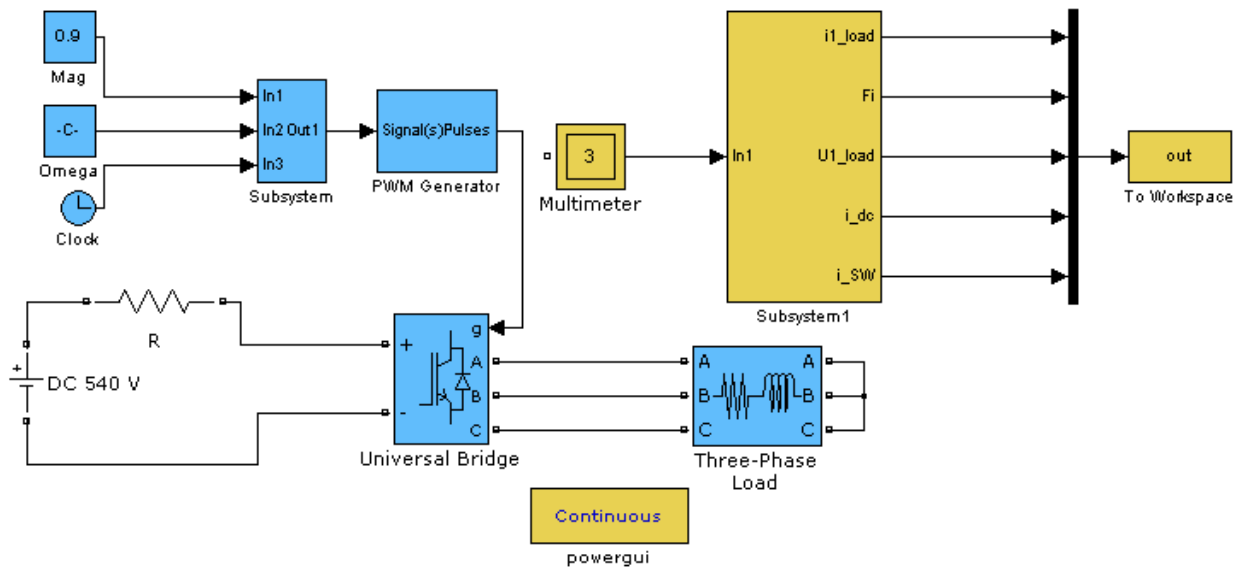 0.9
Mag
-C-
Omega
Clock
In1
In2 Out1
In3
Subsystem
Signal(s)Pulses
PWM Generator
3
Multimeter
In1
i1_load
Fi
U1_load
i_dc
i_SW
Subsystem1
out
To Workspace
R
+
DC 540 V
+
-
g
A
B
C
Universal Bridge
A
B
C
A
B
C
Three-Phase
Load
Continuous
powergui